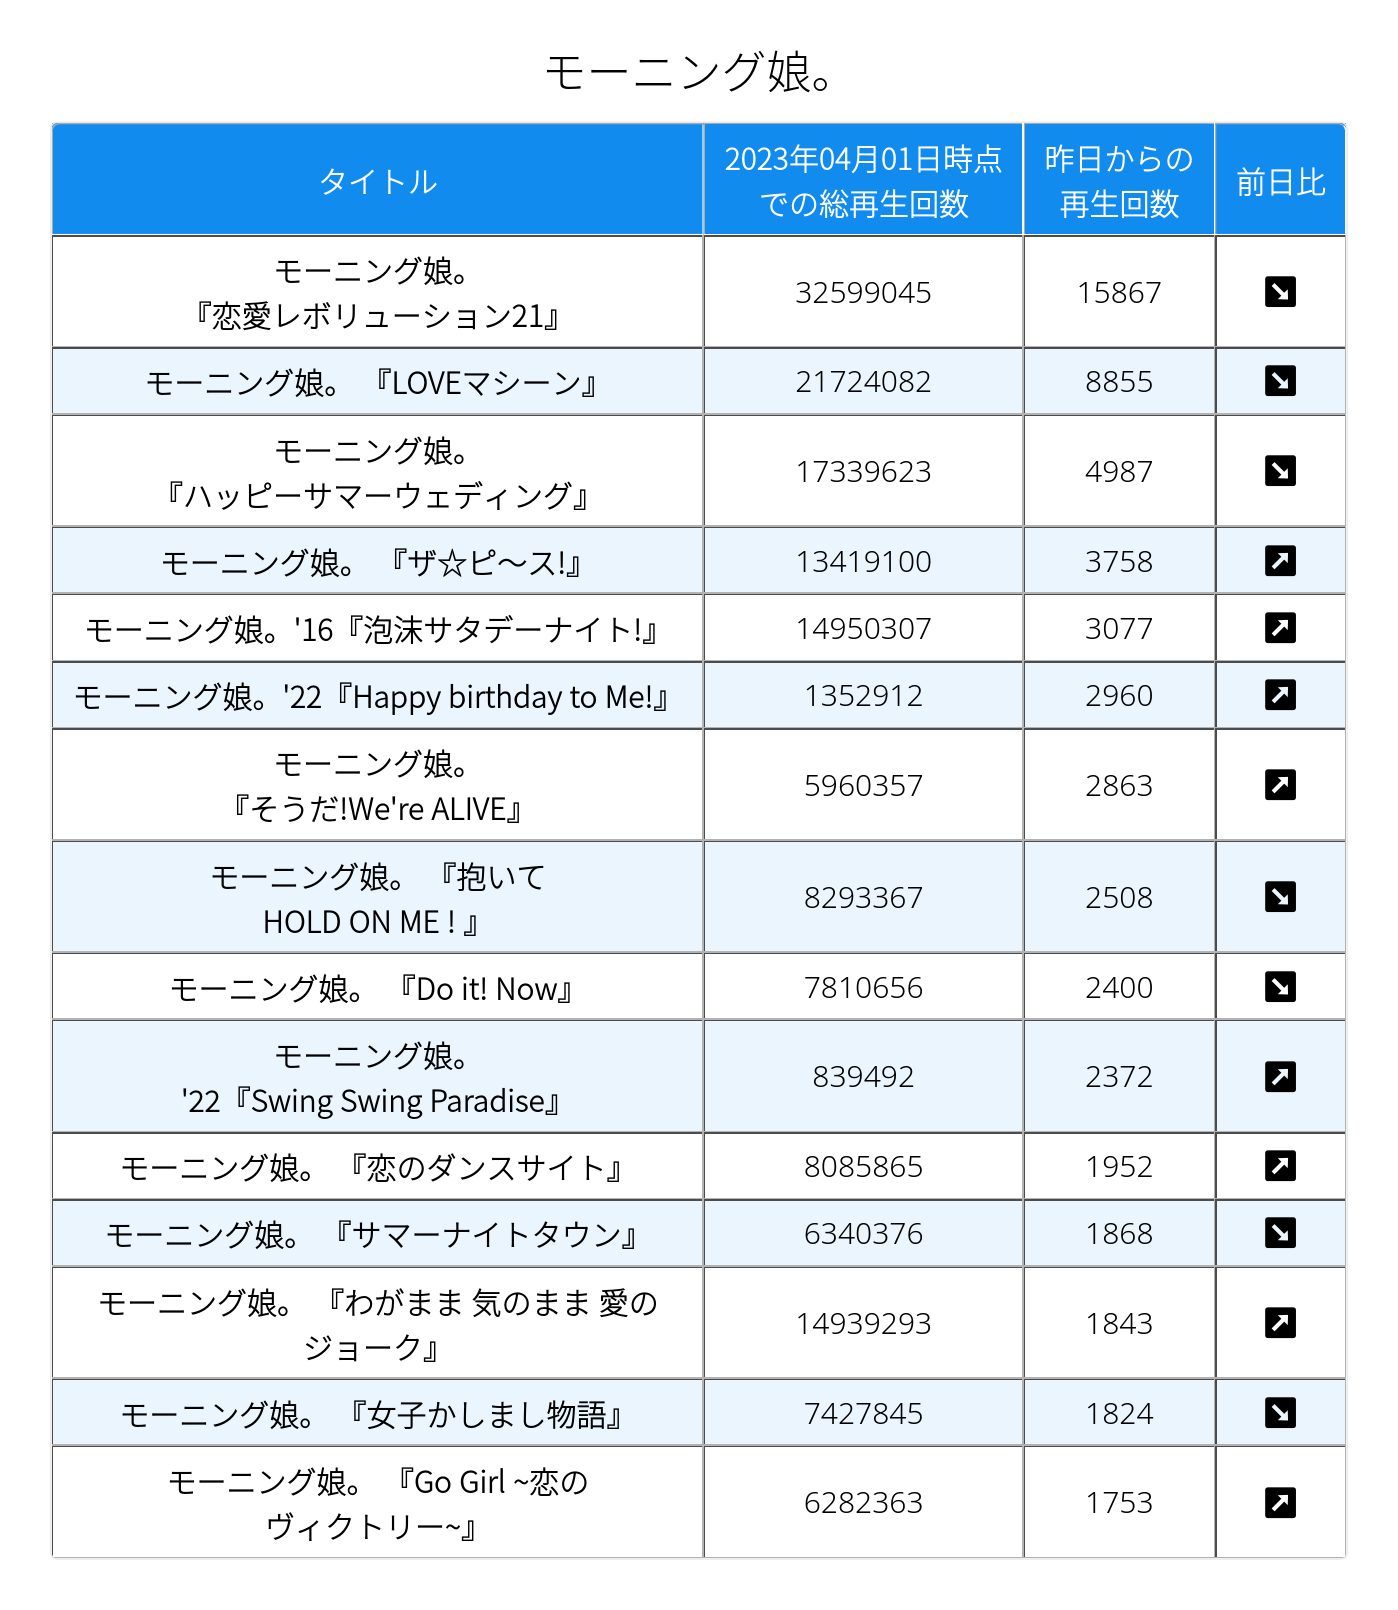 モーニング娘。
タイトル
2023年04月01日時点
での総再生回数
昨日からの
再生回数
前日比
モーニング娘。
『恋愛レボリューション21』
32599045
15867
モーニング娘。 『LOVEマシーン』
21724082
8855
モーニング娘。
『ハッピーサマーウェディング』
17339623
4987
モーニング娘。 『ザ☆ピ〜ス!』
13419100
3758
モーニング娘。'16『泡沫サタデーナイト!』
14950307
3077
モーニング娘。'22『Happy birthday to Me!』
1352912
2960
モーニング娘。
『そうだ!We're ALIVE』
5960357
2863
モーニング娘。 『抱いて
HOLD ON ME ! 』
8293367
2508
モーニング娘。 『Do it! Now』
7810656
2400
モーニング娘。
'22『Swing Swing Paradise』
839492
2372
モーニング娘。 『恋のダンスサイト』
8085865
1952
モーニング娘。 『サマーナイトタウン』
6340376
1868
モーニング娘。 『わがまま 気のまま 愛の
ジョーク』
14939293
1843
モーニング娘。 『女子かしまし物語』
7427845
1824
モーニング娘。 『Go Girl ~恋の
ヴィクトリー~』
6282363
1753